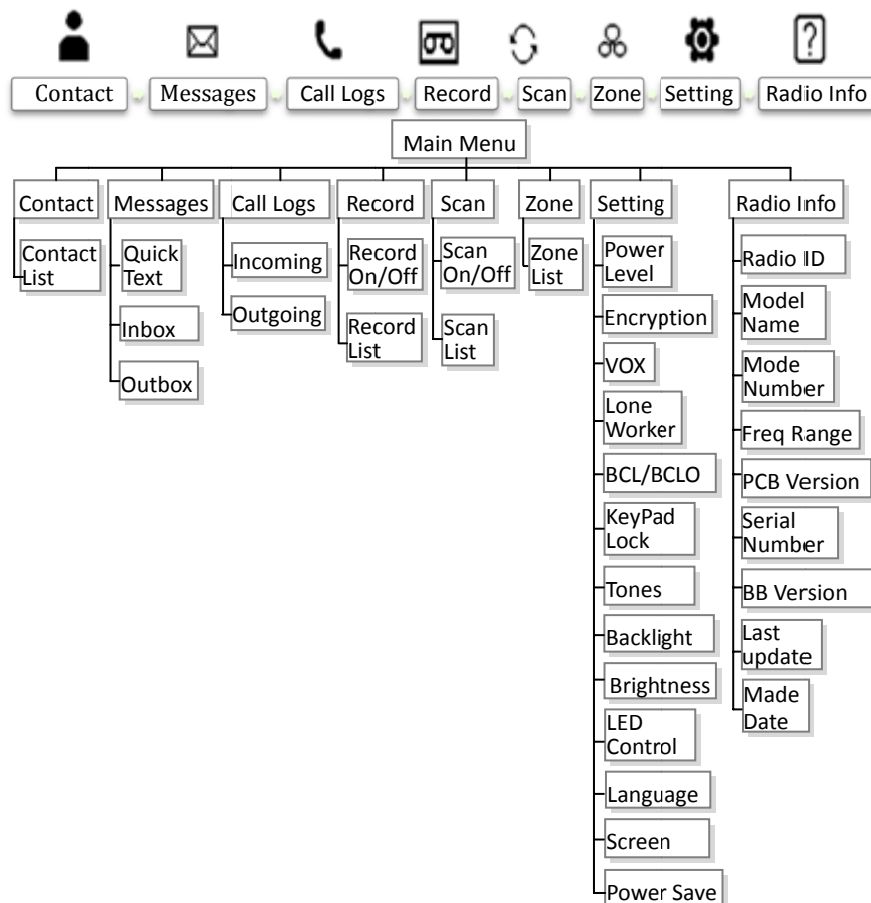 Contact
Messages
Call Logs
Record
Scan
Zone
Setting
Radio Info
Main Menu
Contact
Messages
Call Logs
Record
Scan
Zone
Setting
Radio Info
Contact
List
Quick
Text
Inbox
Outbox
Incoming
Outgoing
Record
On/Off
Record
List
Scan
On/Off
Scan
List
Zone
List
Power
Level
Encryption
VOX
Lone
Worker
BCL/BCLO
KeyPad
Lock
Tones
Backlight
Brightness
LED
Control
Language
Screen
Power Save
Radio ID
Model
Name
Mode
Number
Freq Range
PCB Version
Serial
Number
BB Version
Last
update
Made
Date